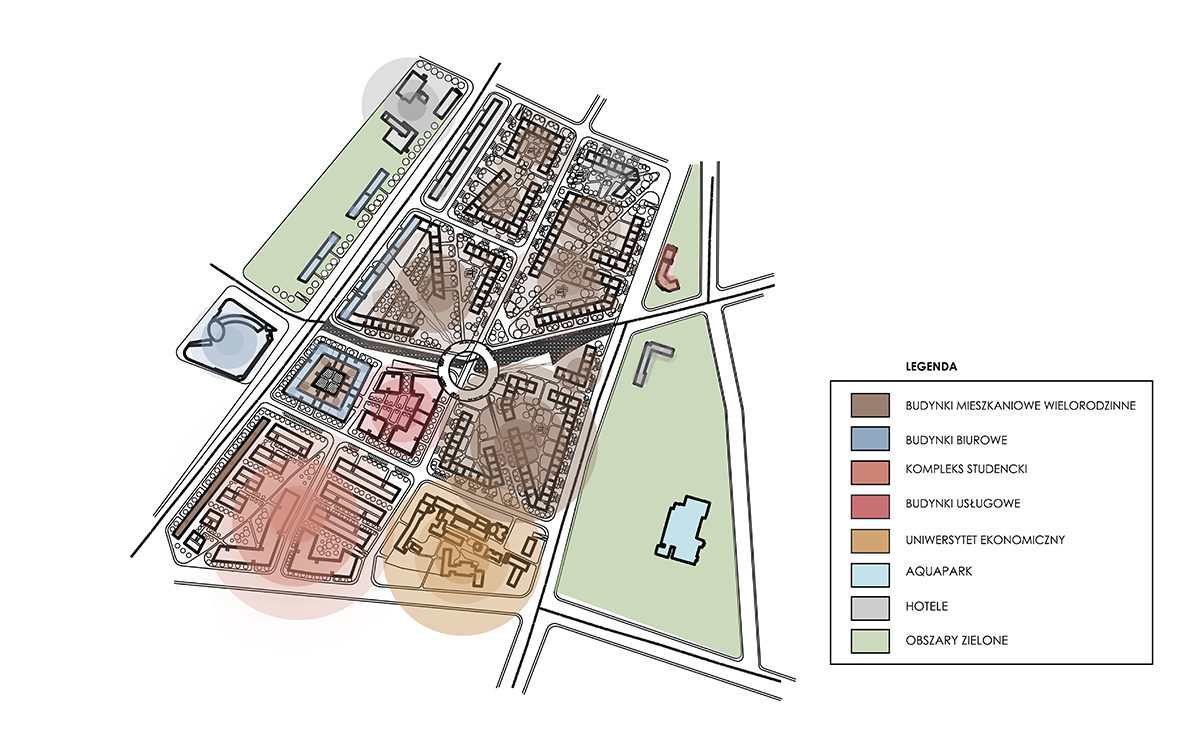 LEGENDA
BUDYNKI MIESZKANIOWE WIELORODZINNE
BUDYNKI BIUROWE
KOMPLEKS STUDENCKI
BUDYNKI USŁUGOWE
UNIWERSYTET EKONOMICZNY
AQUAPARK
HOTELE
OBSZARY ZIELONE